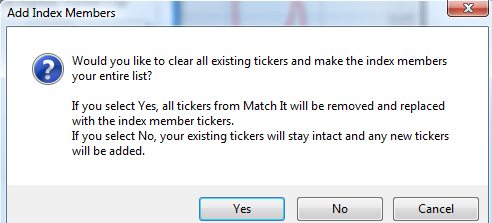 Add Index Members
Would you like to clear all existing tickers and make the index members
your entire list?
If you select Yes, all tickers from Match It will be removed and replaced
with the index member tickers.
If you select No, your existing tickers will stay intact and any new tickers
will be added.
Yes No Cancel